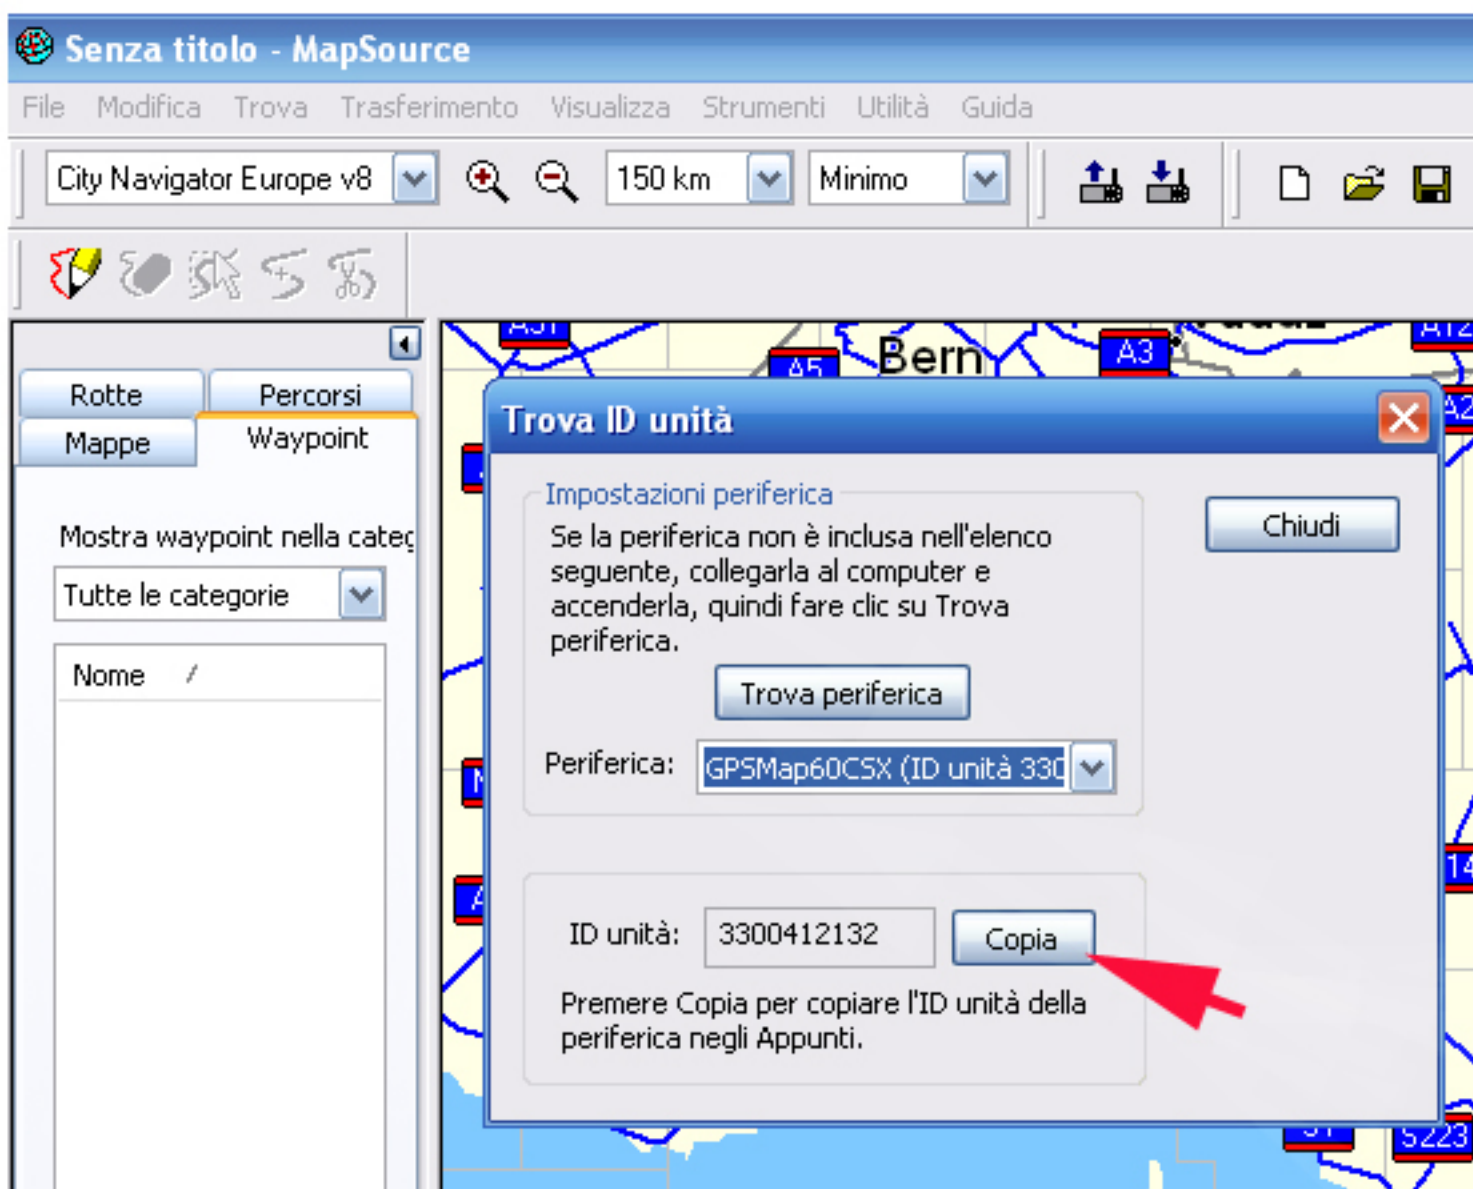 Senza titolo - MapSource
File Modifica Trova Trasferimento Visualizza Strumenti Utilità Guida
City Navigator Europe v8 150 km Minimo
Rotte Percorsi
Mappe Waypoint
Mostra waypoint nella categ
Tutte le categorie
Nome /
A5 Bern A3 A12
A2
Trova ID unità
Impostazioni periferica
Se la periferica non è inclusa nell'elenco
seguente, collegarla al computer e
accenderla, quindi fare clic su Trova
periferica.
Chiudi
Trova periferica
Periferica: GPSMap60CSX (ID unità 330
14
ID unità: 3300412132 Copia
Premere Copia per copiare l'ID unità della
periferica negli Appunti.
S223